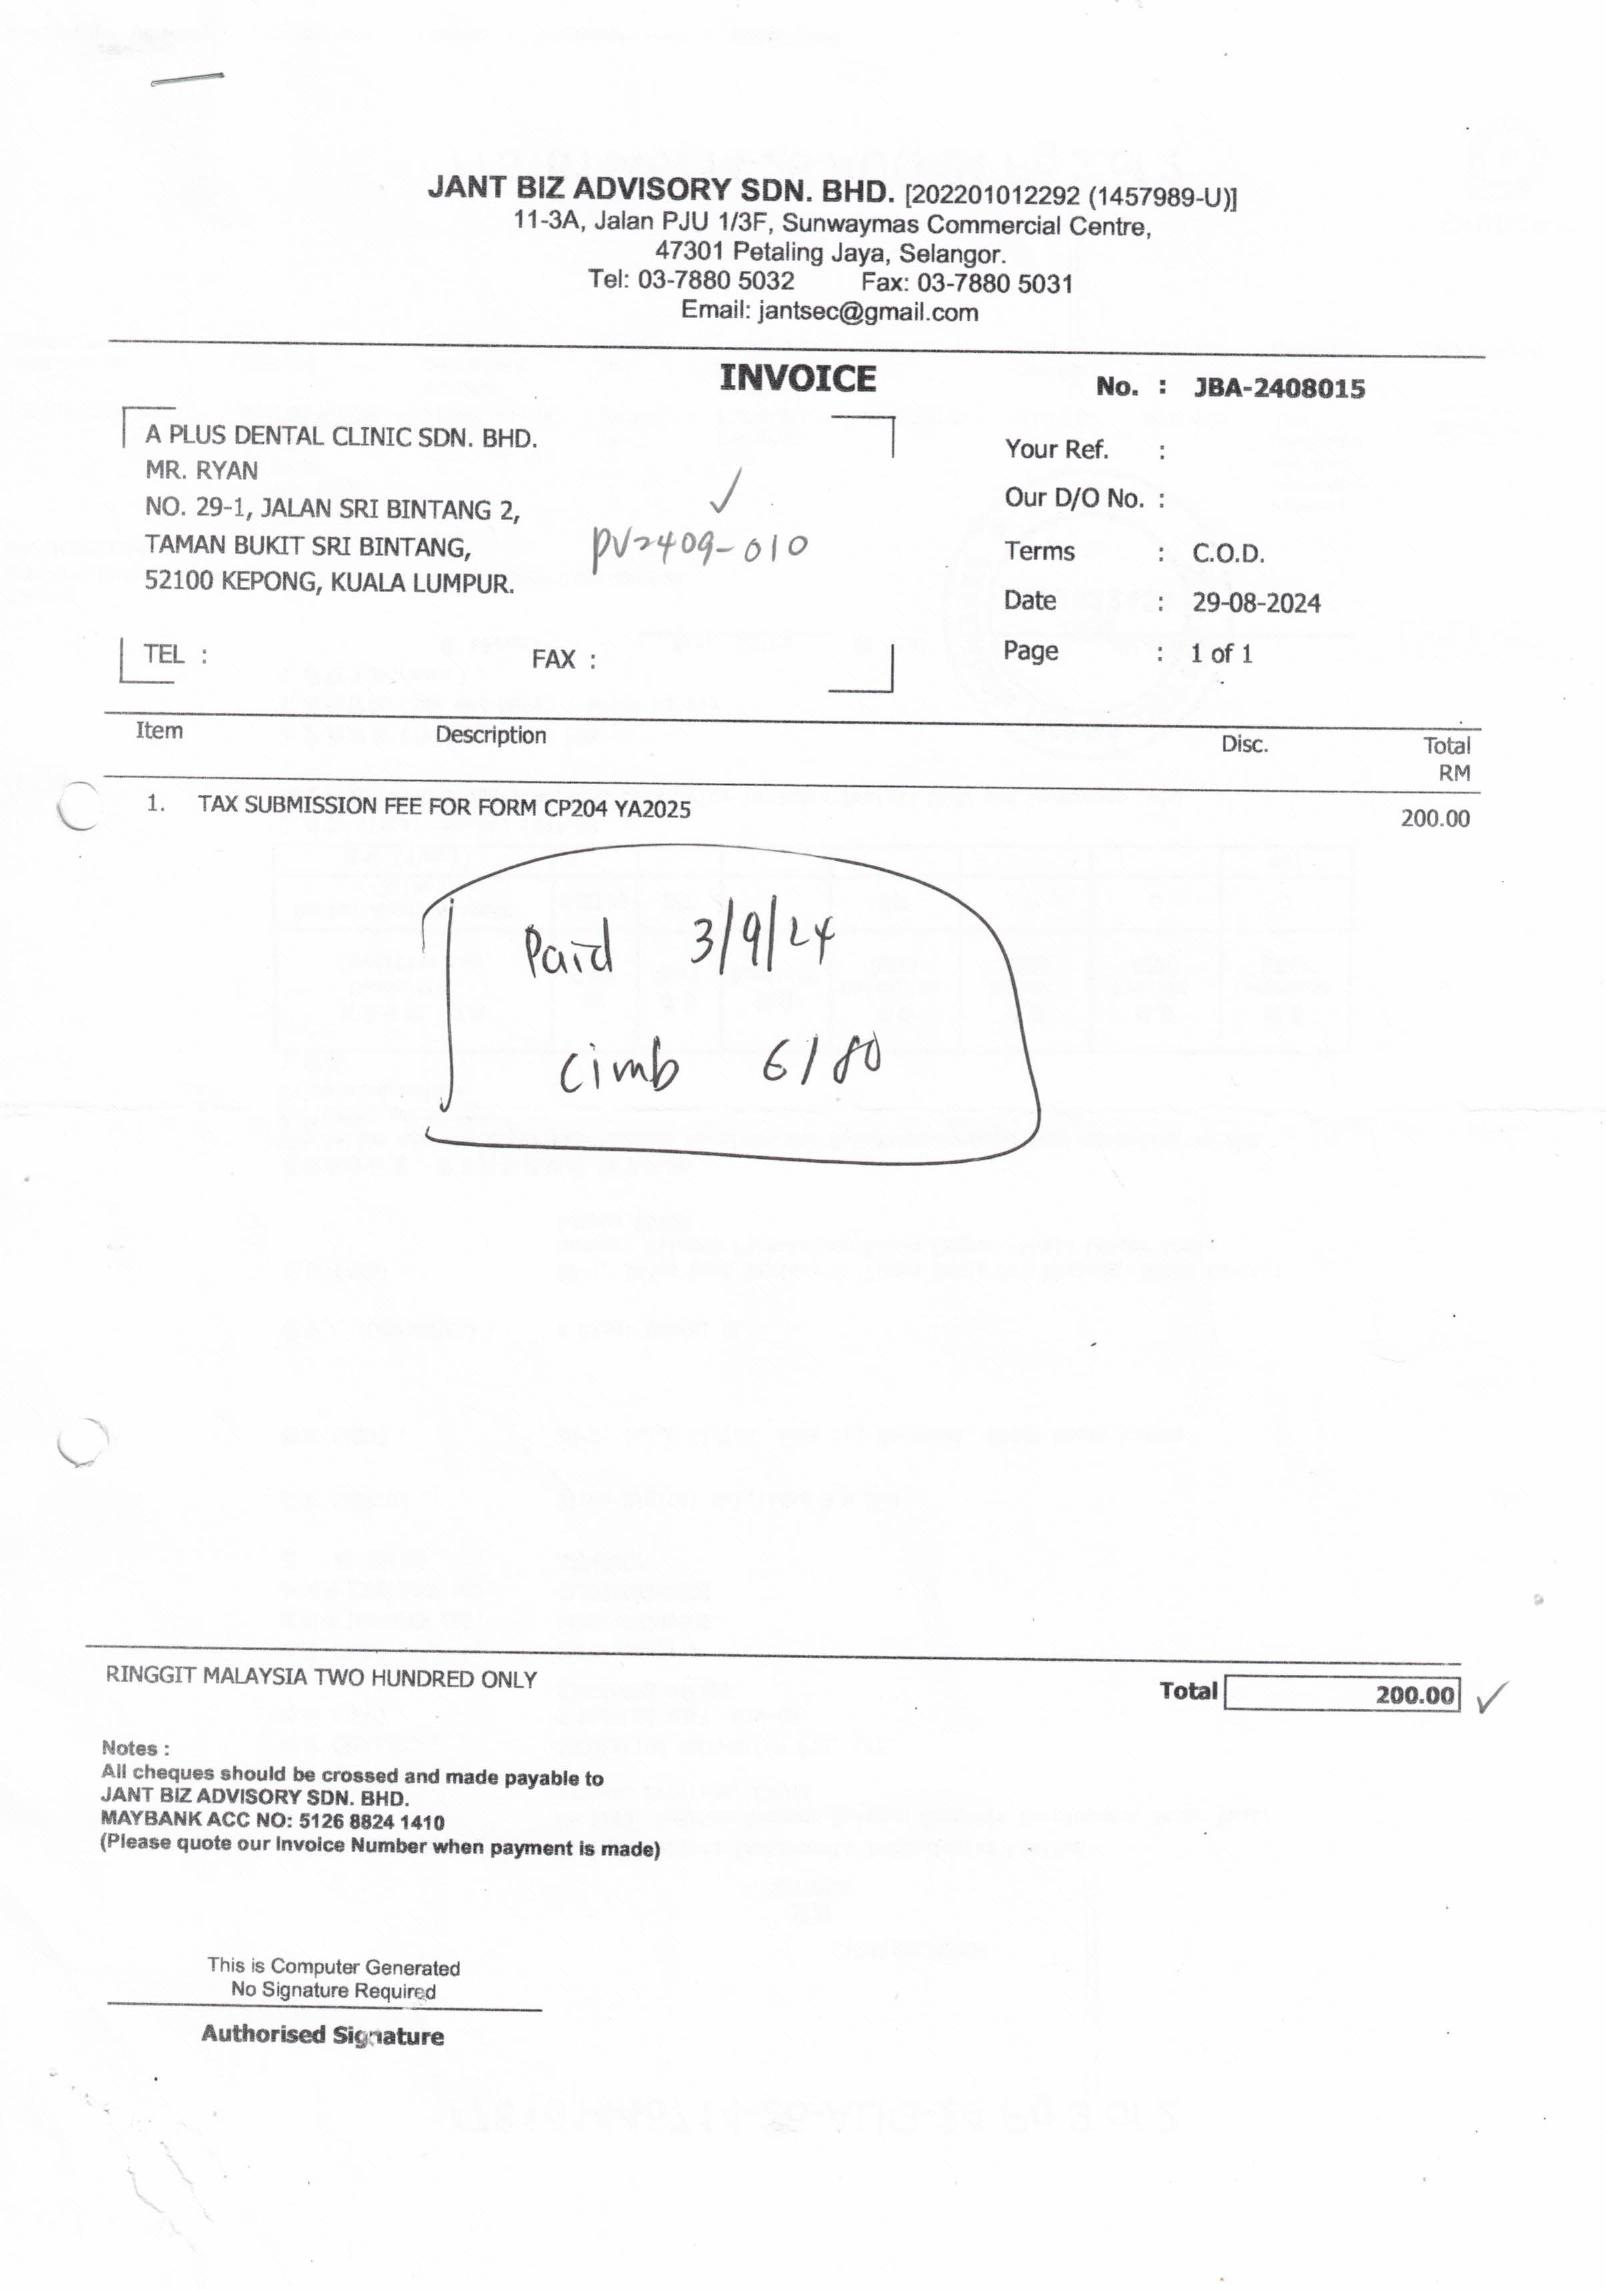 JANT BIZ ADVISORY SDN. BHD. [202201012292 (1457989-U)]
11-3A, Jalan PJU 1/3F, Sunwaymas Commercial Centre,
47301 Petaling Jaya, Selangor.
Tel: 03-7880 5032 Fax: 03-7880 5031
Email: jantsec@gmail.com
INVOICE
No. : JBA-2408015
A PLUS DENTAL CLINIC SDN. BHD.
MR. RYAN
NO. 29-1, JALAN SRI BINTANG 2,
TAMAN BUKIT SRI BINTANG,
52100 KEPONG, KUALA LUMPUR.
TEL : FAX :
PV2409-010
Your Ref. :
Our D/O No. :
Terms : C.O.D.
Date : 29-08-2024
Page : 1 of 1
Item Description Disc. Total
RM
1. TAX SUBMISSION FEE FOR FORM CP204 YA2025 200.00
Paid 3/9/24
cimb 6180
RINGGIT MALAYSIA TWO HUNDRED ONLY
Total 200.00
Notes :
All cheques should be crossed and made payable to
JANT BIZ ADVISORY SDN. BHD.
MAYBANK ACC NO: 5126 8824 1410
(Please quote our Invoice Number when payment is made)
This is Computer Generated
No Signature Required
Authorised Signature